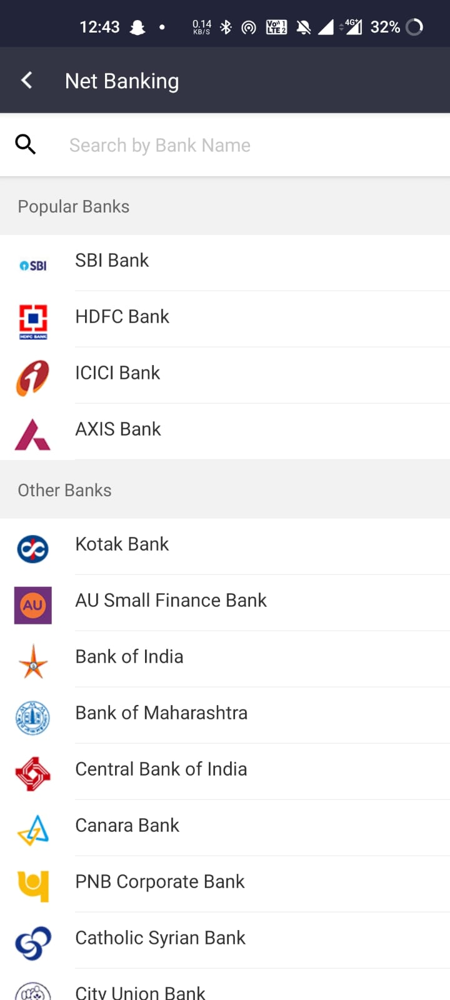 12:43
0.14
KB/S
Vo)) 1
LTE 2
4G+
32%
Net Banking
Search by Bank Name
Popular Banks
SBI
SBI Bank
HDFC BANK
HDFC Bank
ICICI Bank
AXIS Bank
Other Banks
Kotak Bank
AU
AU Small Finance Bank
Bank of India
Bank of Maharashtra
Central Bank of India
Canara Bank
PNB Corporate Bank
Catholic Syrian Bank
City Union Bank